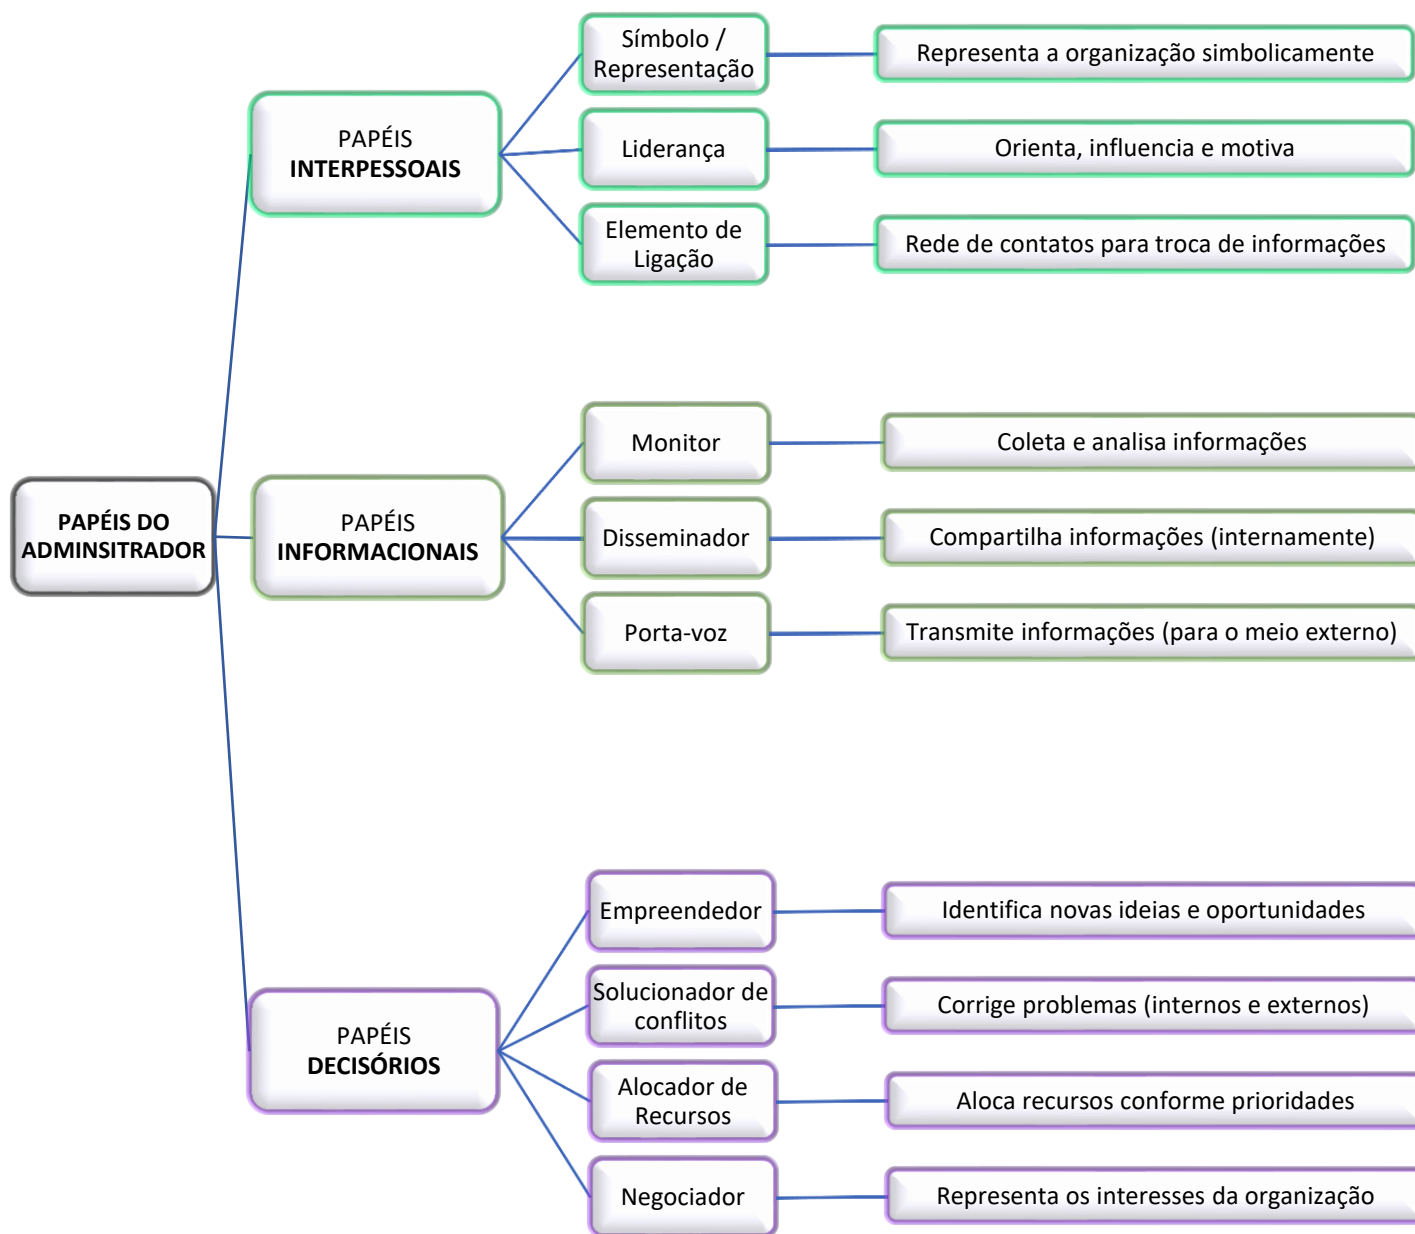 PAPÉIS DO
ADMINSITRADOR
PAPÉIS
INTERPESSOAIS
Símbolo /
Representação
Representa a organização simbolicamente
Liderança
Orienta, influencia e motiva
Elemento de
Ligação
Rede de contatos para troca de informações
PAPÉIS
INFORMACIONAIS
Monitor
Coleta e analisa informações
Disseminador
Compartilha informações (internamente)
Porta-voz
Transmite informações (para o meio externo)
PAPÉIS
DECISÓRIOS
Empreendedor
Identifica novas ideias e oportunidades
Solucionador de
conflitos
Corrige problemas (internos e externos)
Alocador de
Recursos
Aloca recursos conforme prioridades
Negociador
Representa os interesses da organização